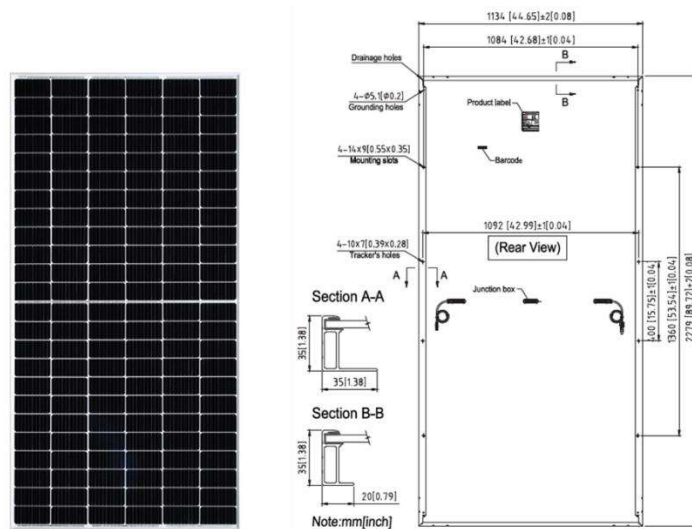 1134 [44.65]±2[0.08]
1084 [42.68]±1[0.04]
Drainage holes
B
B
4-Φ5.1[Φ0.2]
Grounding holes
Product label
4-14x9[0.55x0.35]
Mounting slots
Barcode
1092 [42.99]±1[0.04]
(Rear View)
4-10x7[0.39x0.28]
Tracker's holes
A
A
Junction box
400 [15.75]±1[0.04]
1360 [53.54]±1[0.04]
2279 [89.72]±2[0.08]
Section A-A
35[1.38]
35[1.38]
Section B-B
35[1.38]
20[0.79]
Note:mm[inch]